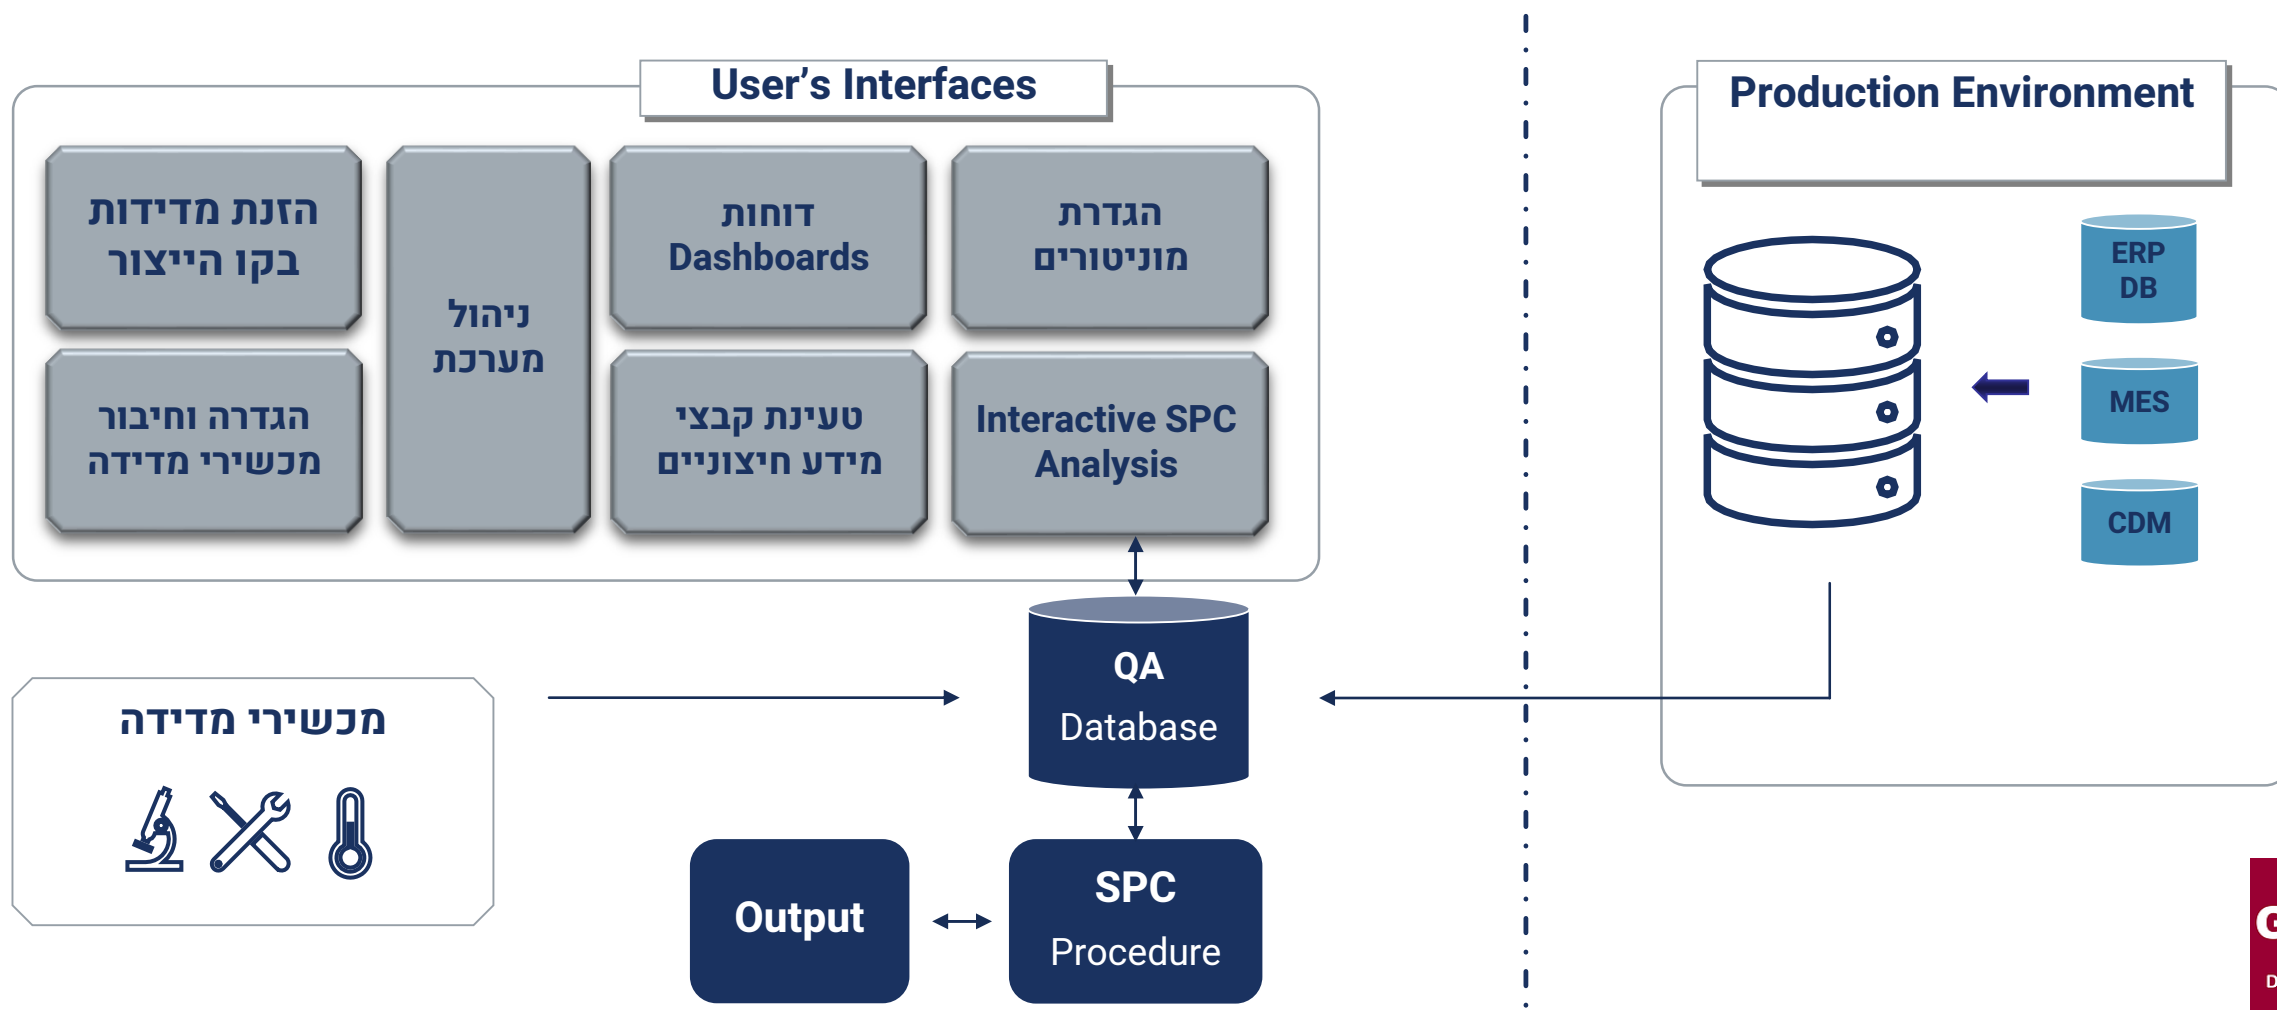 User’s Interfaces
הזנת מדידות
בקו הייצור
ניהול
מערכת
דוחות
Dashboards
הגדרת
מוניטורים
הגדרה וחיבור
מכשירי מדידה
טעינת קבצי
מידע חיצוניים
Interactive SPC
Analysis
Production Environment
ERP
DB
MES
CDM
QA
Database
מכשירי מדידה
Output
SPC
Procedure